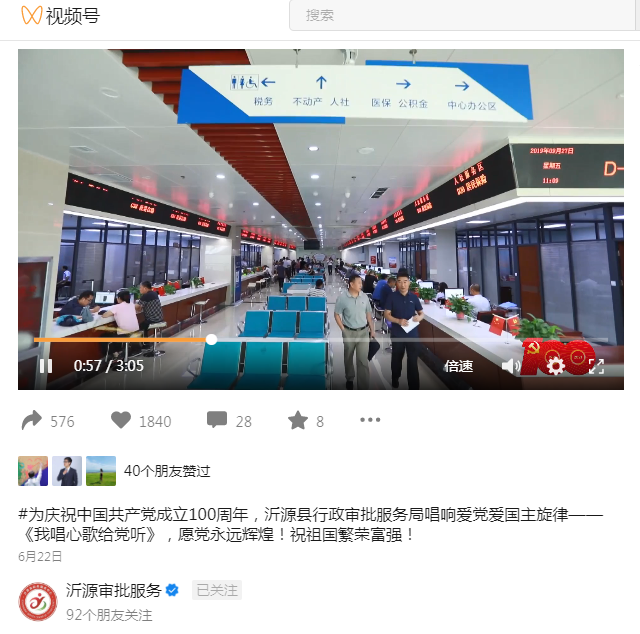 视频号
搜索
税务 不动产 人社 医保 公积金 中心办公区
2019年09月27日
星期五
11:09
D-
0:57 / 3:05
倍速
576 1840 28 8
40个朋友赞过
#为庆祝中国共产党成立100周年，沂源县行政审批服务局唱响爱党爱国主旋律——
《我唱心歌给党听》，愿党永远辉煌！祝祖国繁荣富强！
6月22日
沂源审批服务 已关注
92个朋友关注